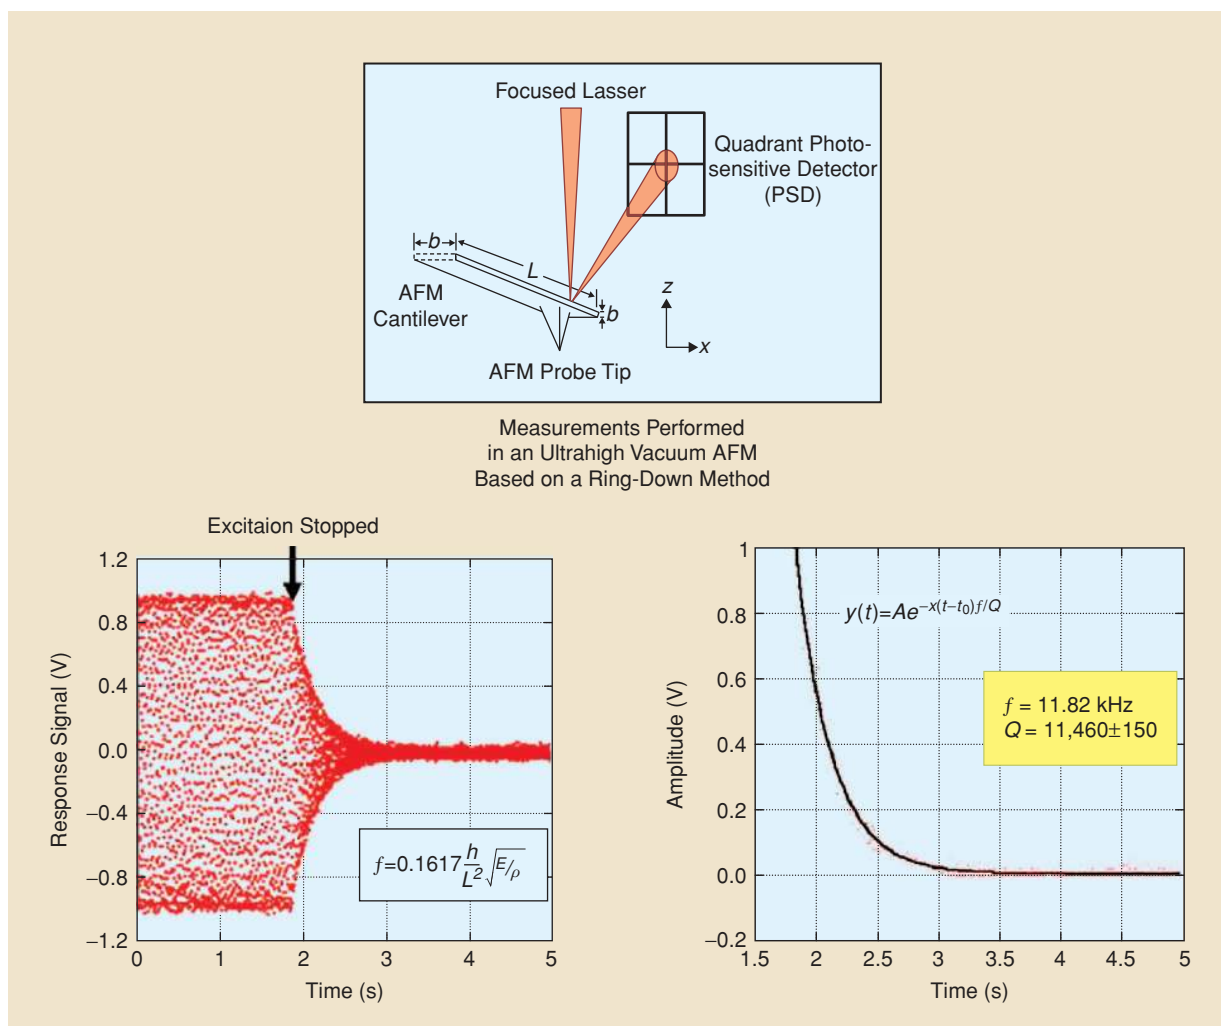 Focused Lasser
Quadrant Photo-
sensitive Detector
(PSD)
b
L
AFM
Cantilever
b
z
x
AFM Probe Tip
Measurements Performed
in an Ultrahigh Vacuum AFM
Based on a Ring-Down Method
Excitaion Stopped
1.2
0.8
0.4
0.0
−0.4
−0.8
−1.2
Response Signal (V)
f=0.1617 h/L² √E/ρ
0 1 2 3 4 5
Time (s)
1
0.8
0.6
0.4
0.2
0.0
−0.2
Amplitude (V)
y(t)=Ae^{−x(t−t₀)f/Q}
f = 11.82 kHz
Q = 11,460±150
1.5 2 2.5 3 3.5 4 4.5 5
Time (s)